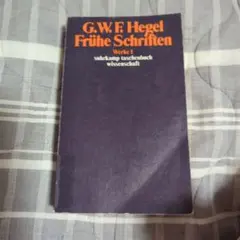 G.W.F. Hegel
Frühe Schriften
Werke 1
suhrkamp taschenbuch
wissenschaft